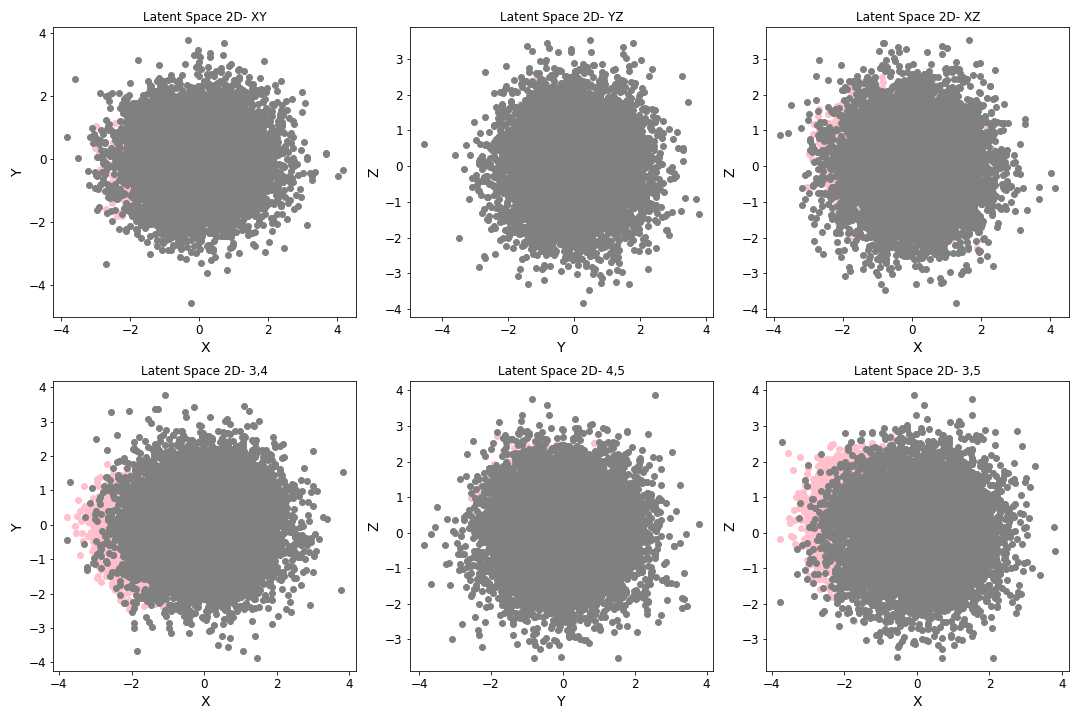 Latent Space 2D- XY
Latent Space 2D- YZ
Latent Space 2D- XZ
4
2
0
−2
−4
Y
−4 −2 0 2 4
X
3
2
1
0
−1
−2
−3
−4
Z
−4 −2 0 2 4
Y
3
2
1
0
−1
−2
−3
−4
Z
−4 −2 0 2 4
X
Latent Space 2D- 3,4
Latent Space 2D- 4,5
Latent Space 2D- 3,5
4
3
2
1
0
−1
−2
−3
−4
Y
−4 −2 0 2 4
X
4
3
2
1
0
−1
−2
−3
Z
−4 −2 0 2 4
Y
4
3
2
1
0
−1
−2
−3
Z
−4 −2 0 2 4
X